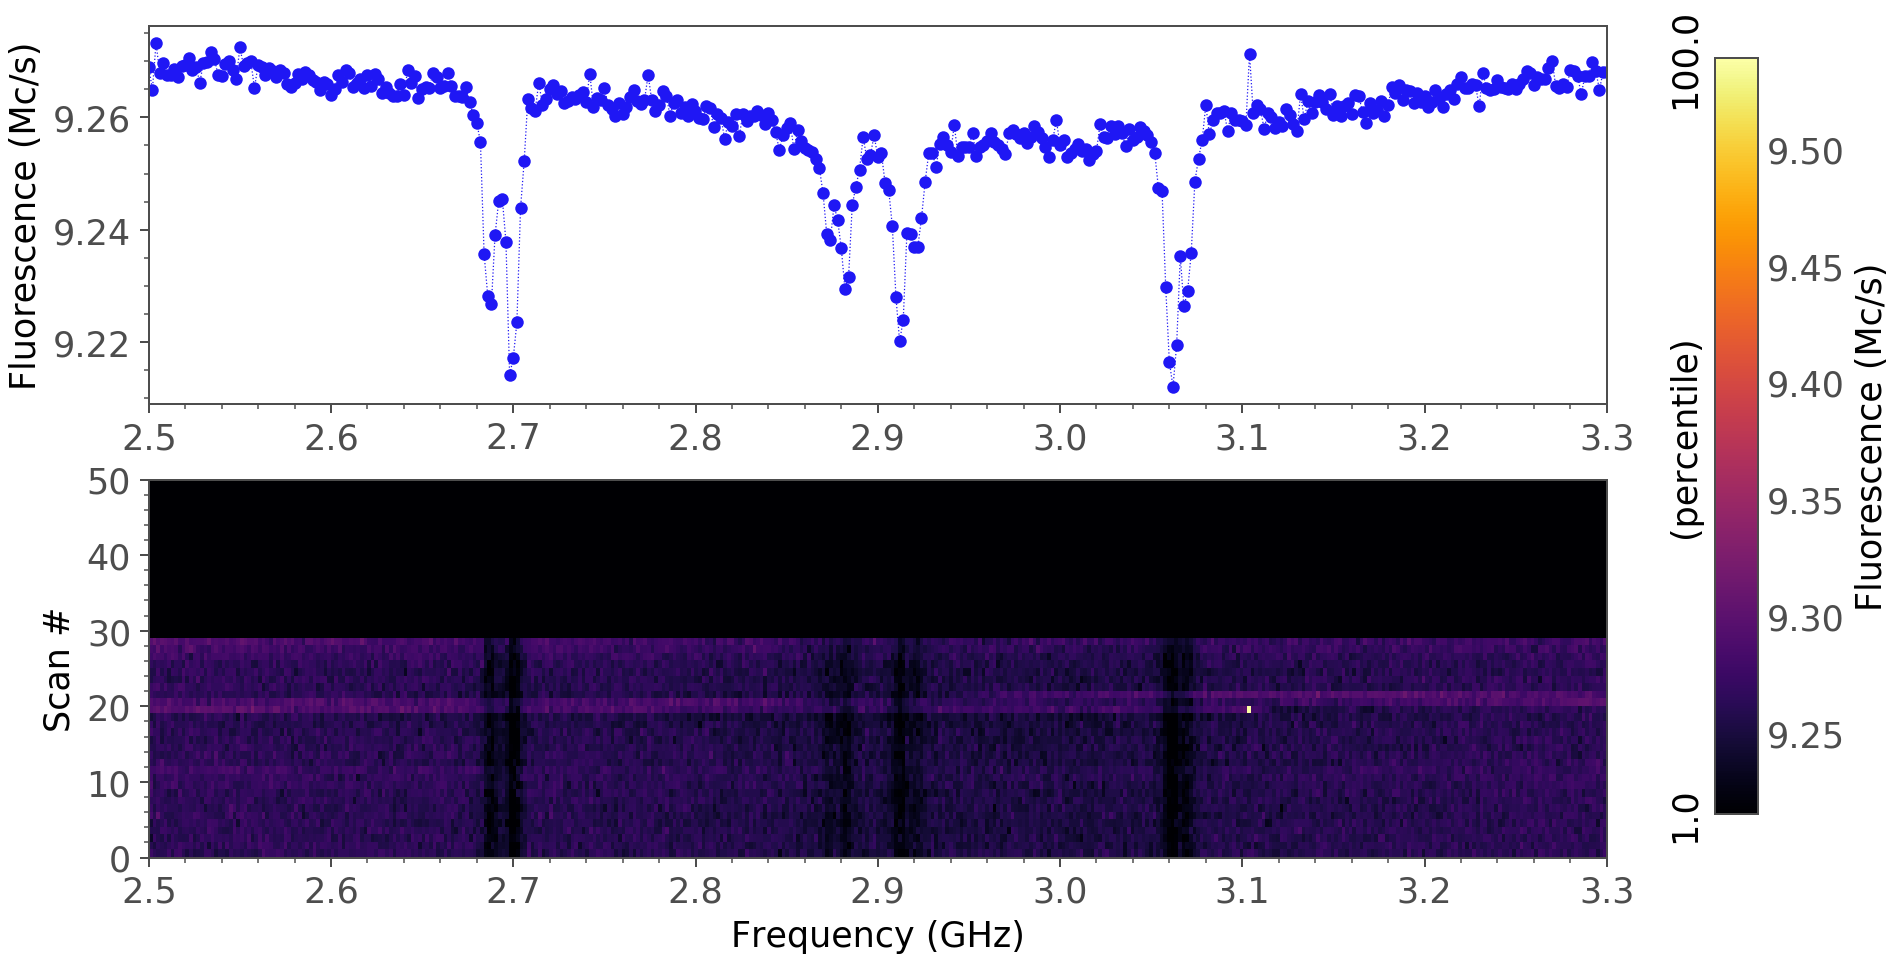 Fluorescence (Mc/s)
9.26
9.24
9.22
2.5 2.6 2.7 2.8 2.9 3.0 3.1 3.2 3.3
Scan #
50
40
30
20
10
0
2.5 2.6 2.7 2.8 2.9 3.0 3.1 3.2 3.3
Frequency (GHz)
100.0
(percentile)
1.0
9.50
9.45
9.40
9.35
9.30
9.25
Fluorescence (Mc/s)